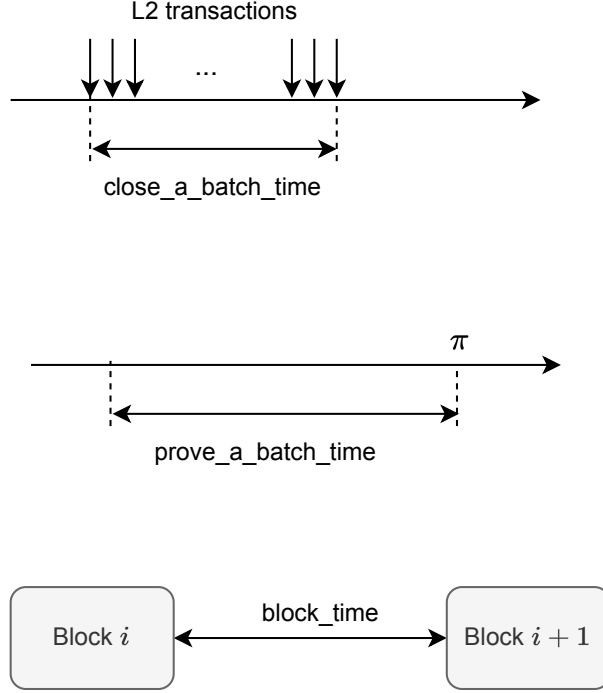 L2 transactions
...
close_a_batch_time
π
prove_a_batch_time
block_time
Block i
Block i + 1